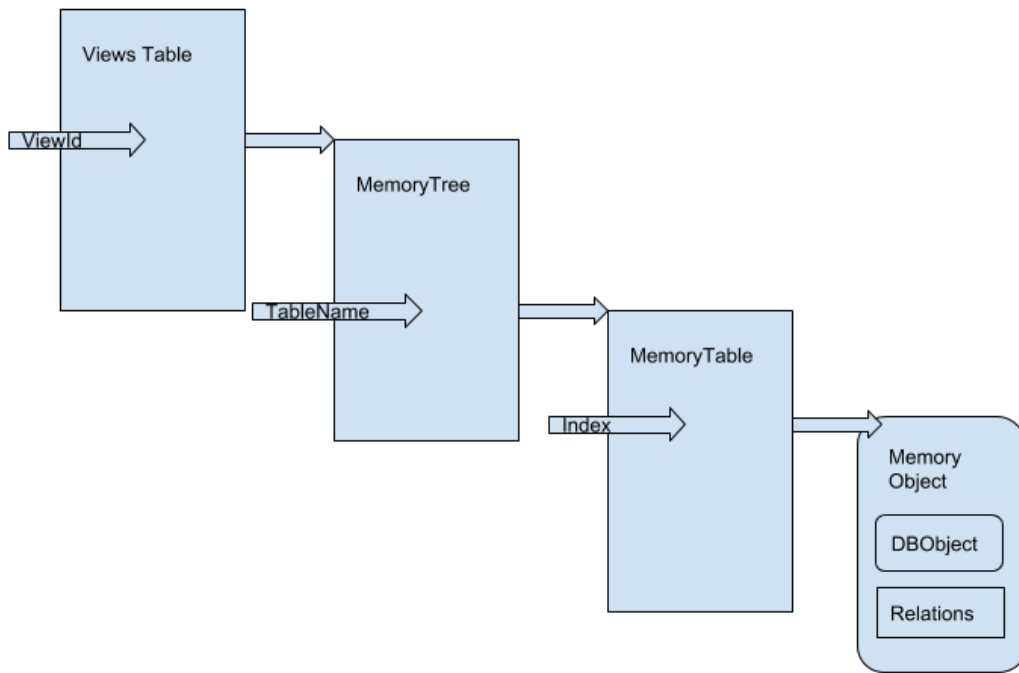 Views Table
ViewId
MemoryTree
TableName
MemoryTable
Index
Memory
Object
DBObject
Relations